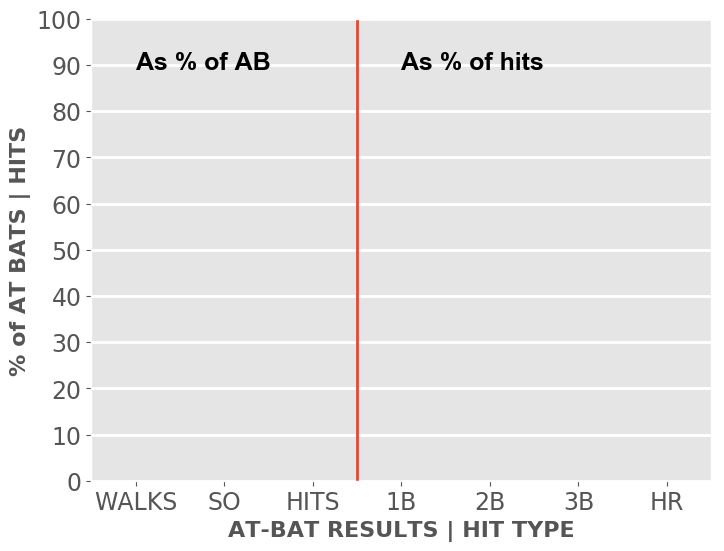 100
90
80
70
60
50
40
30
20
10
0
% of AT BATS | HITS
As % of AB
As % of hits
WALKS SO HITS 1B 2B 3B HR
AT-BAT RESULTS | HIT TYPE